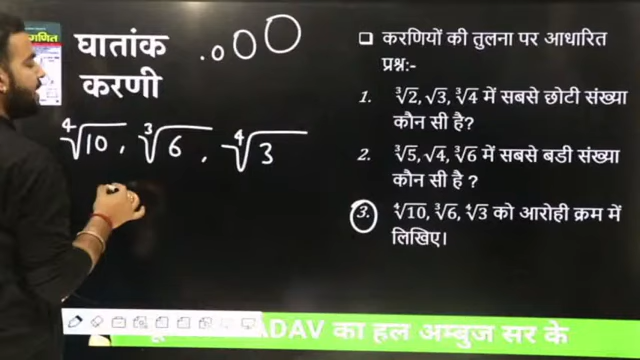 गणित
घातांक
करणी
∜10 , ∛6 , ∜3
❑ करणियों की तुलना पर आधारित
प्रश्न:-
1. ∛2, √3, ∛4 में सबसे छोटी संख्या
कौन सी है?
2. ∛5, √4, ∛6 में सबसे बडी संख्या
कौन सी है ?
3. ∜10, ∛6, ∜3 को आरोही क्रम में
लिखिए।
ADAV का हल अम्बुज सर के